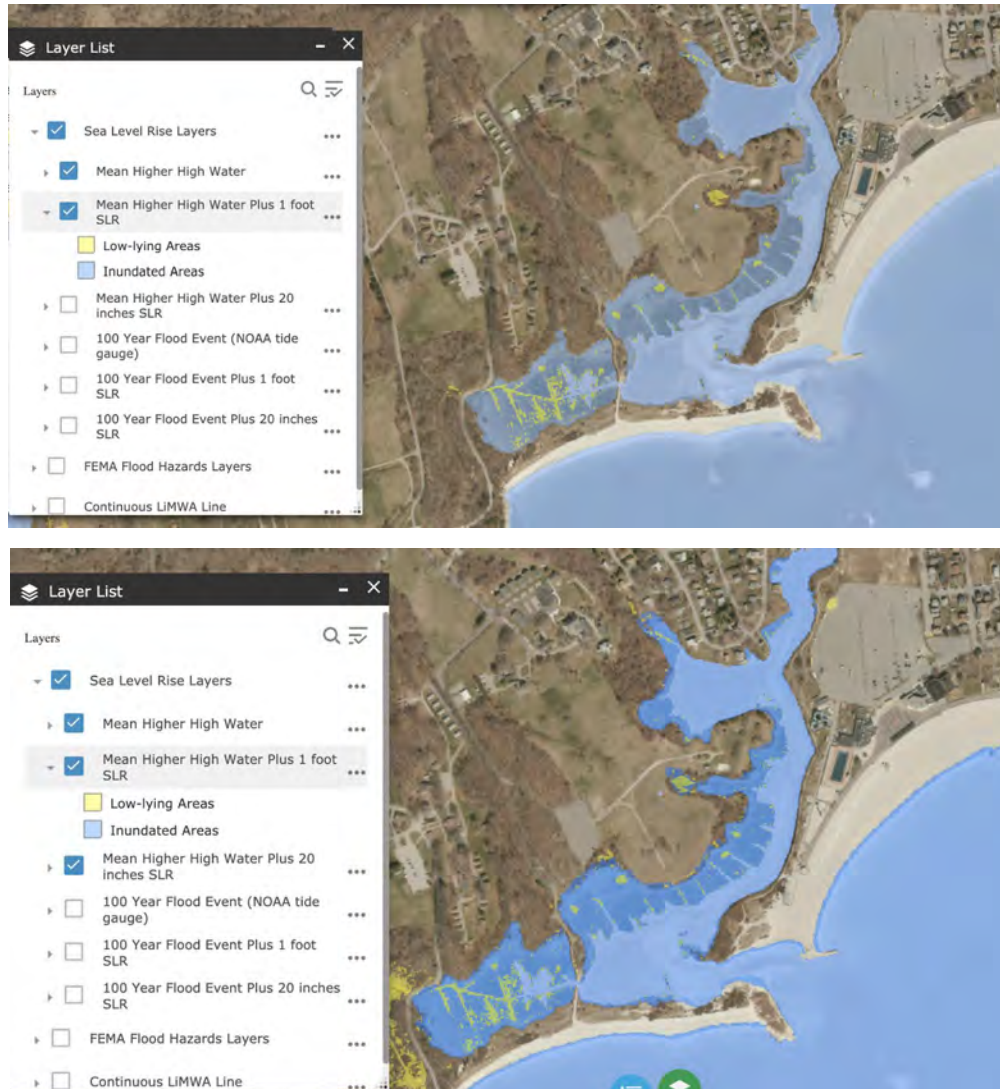 Layer List
Layers
Sea Level Rise Layers
Mean Higher High Water
Mean Higher High Water Plus 1 foot
SLR
Low-lying Areas
Inundated Areas
Mean Higher High Water Plus 20
inches SLR
100 Year Flood Event (NOAA tide
gauge)
100 Year Flood Event Plus 1 foot
SLR
100 Year Flood Event Plus 20 inches
SLR
FEMA Flood Hazards Layers
Continuous LiMWA Line
Layer List
Layers
Sea Level Rise Layers
Mean Higher High Water
Mean Higher High Water Plus 1 foot
SLR
Low-lying Areas
Inundated Areas
Mean Higher High Water Plus 20
inches SLR
100 Year Flood Event (NOAA tide
gauge)
100 Year Flood Event Plus 1 foot
SLR
100 Year Flood Event Plus 20 inches
SLR
FEMA Flood Hazards Layers
Continuous LiMWA Line